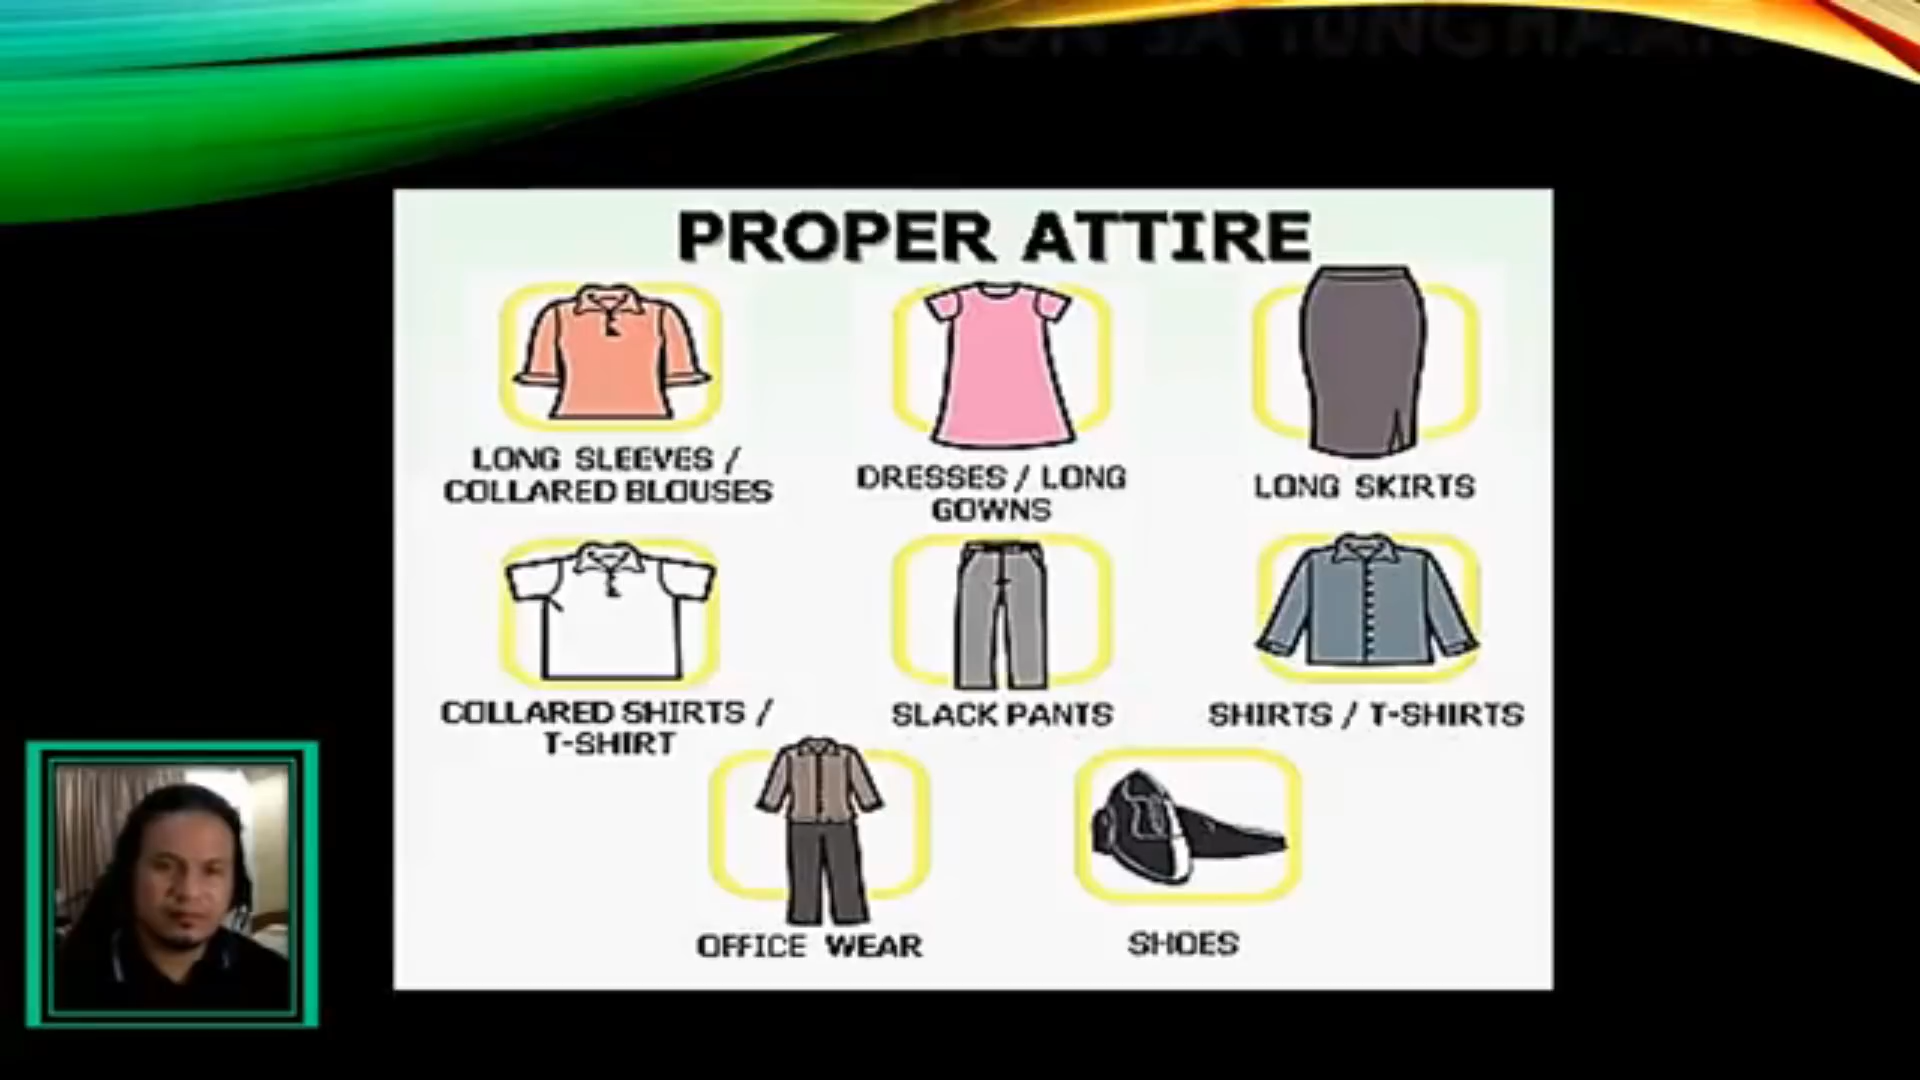 SA
PROPER ATTIRE
LONG SLEEVES /
COLLARED BLOUSES
DRESSES / LONG
GOWNS
LONG SKIRTS
COLLARED SHIRTS /
T-SHIRT
SLACK PANTS
SHIRTS / T-SHIRTS
OFFICE WEAR
SHOES